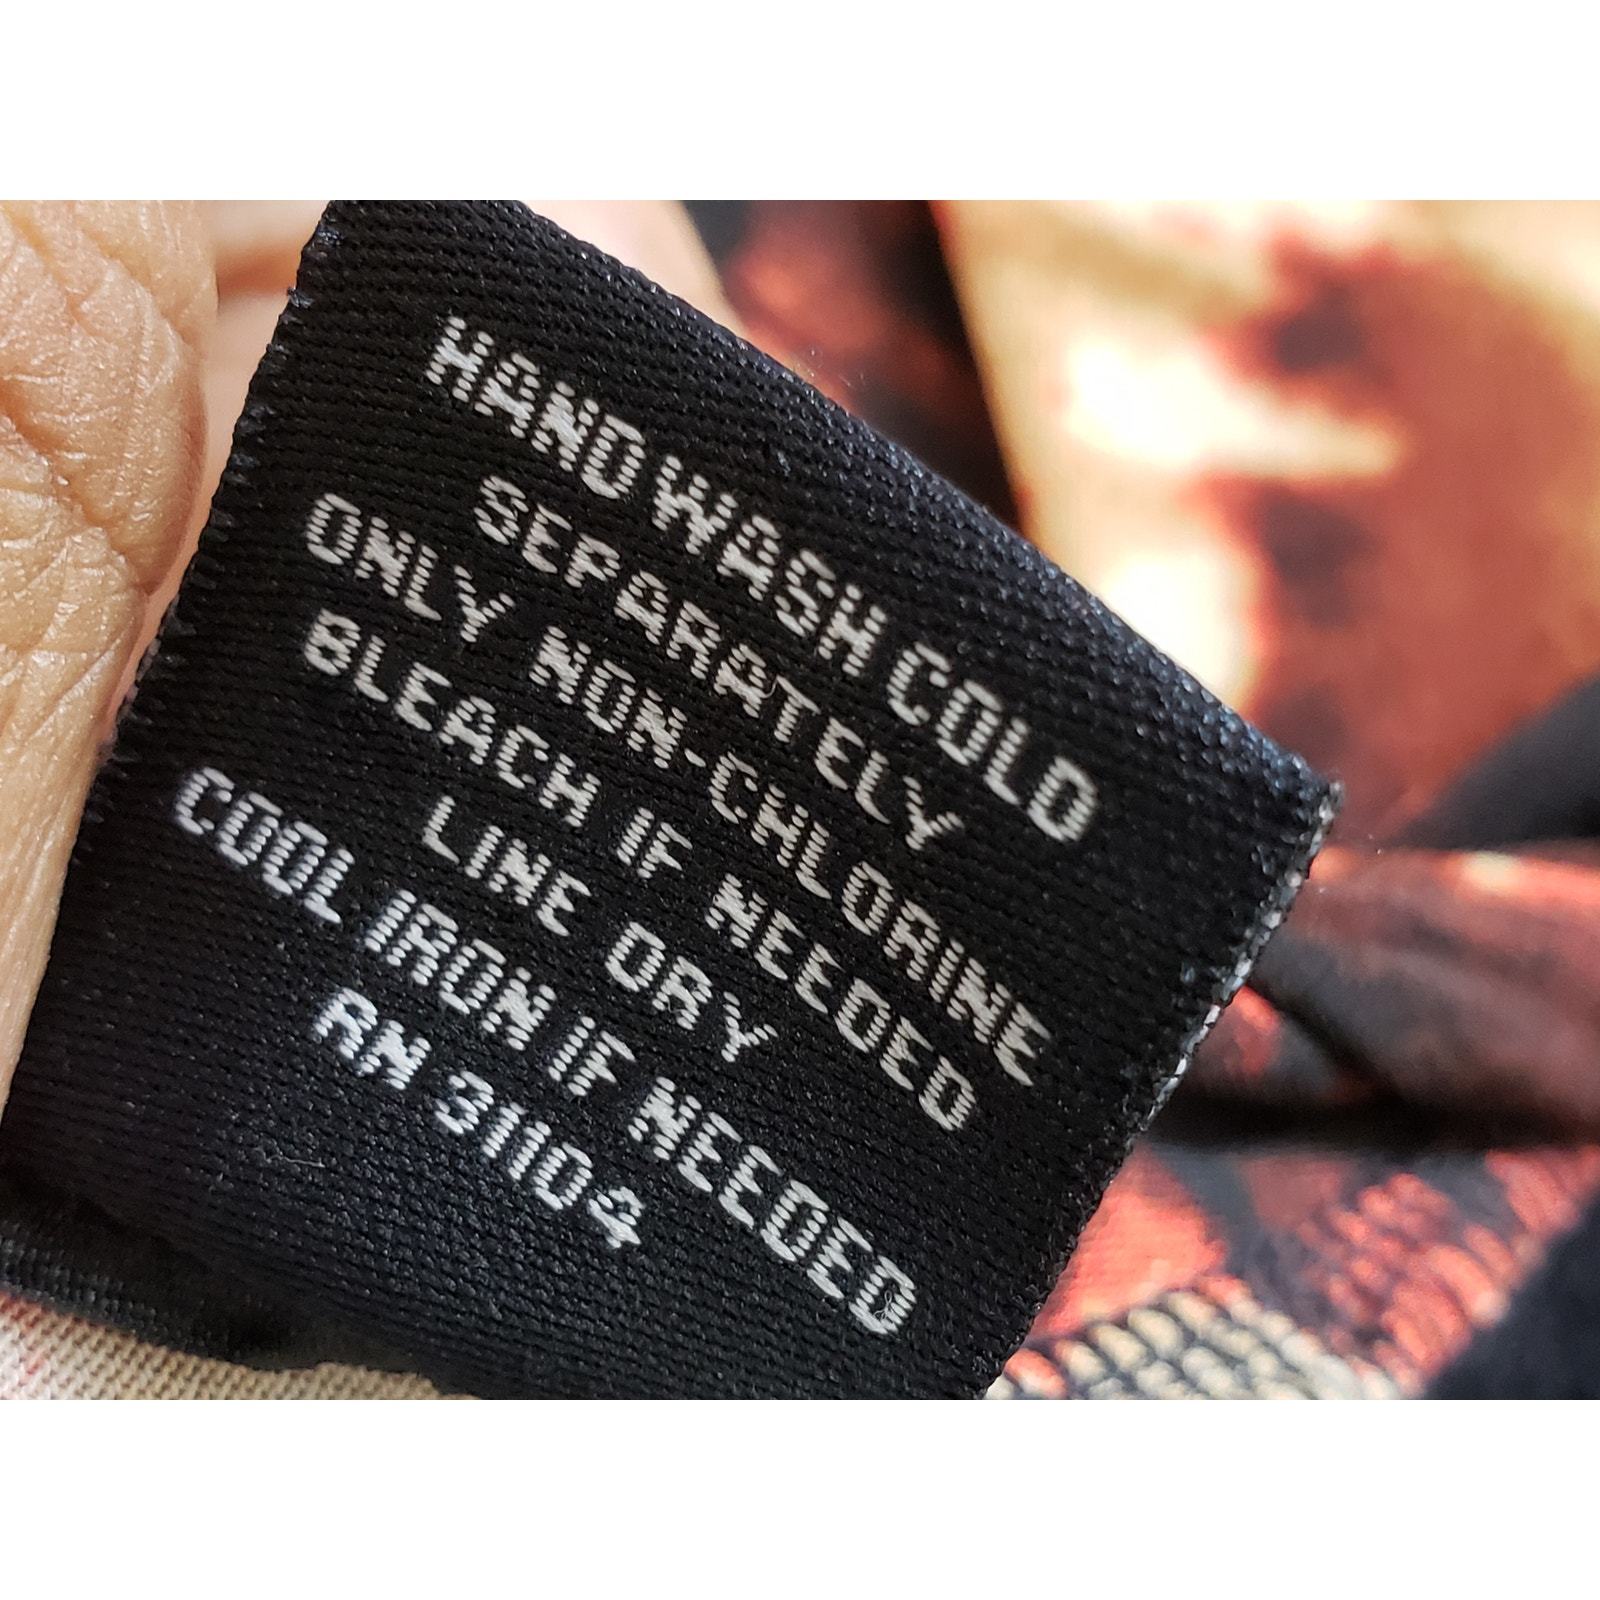 HAND WASH COLD
SEPARATELY
ONLY NON-CHLORINE
BLEACH IF NEEDED
LINE DRY
COOL IRON IF NEEDED
RN 31104